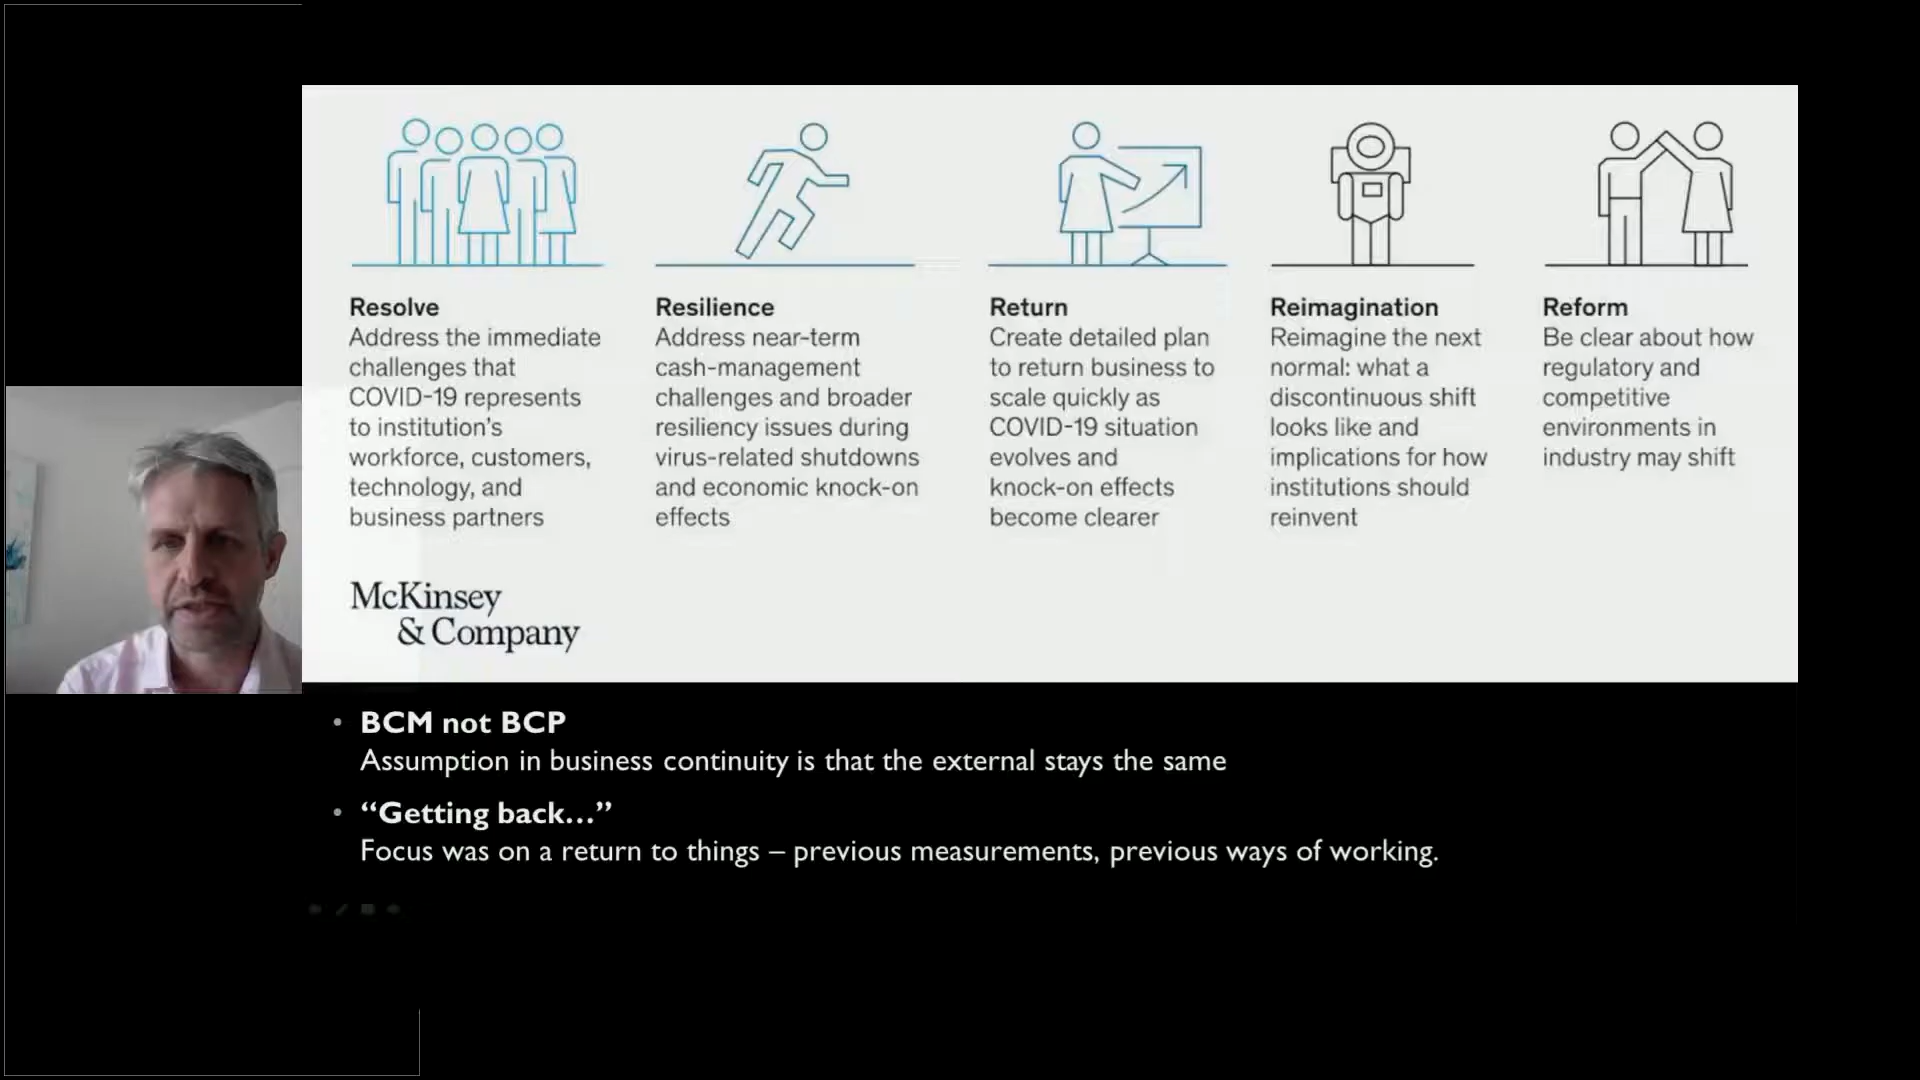 Resolve
Address the immediate
challenges that
COVID-19 represents
to institution's
workforce, customers,
technology, and
business partners
Resilience
Address near-term
cash-management
challenges and broader
resiliency issues during
virus-related shutdowns
and economic knock-on
effects
Return
Create detailed plan
to return business to
scale quickly as
COVID-19 situation
evolves and
knock-on effects
become clearer
Reimagination
Reimagine the next
normal: what a
discontinuous shift
looks like and
implications for how
institutions should
reinvent
Reform
Be clear about how
regulatory and
competitive
environments in
industry may shift
McKinsey
& Company
• BCM not BCP
Assumption in business continuity is that the external stays the same
• “Getting back…”
Focus was on a return to things – previous measurements, previous ways of working.